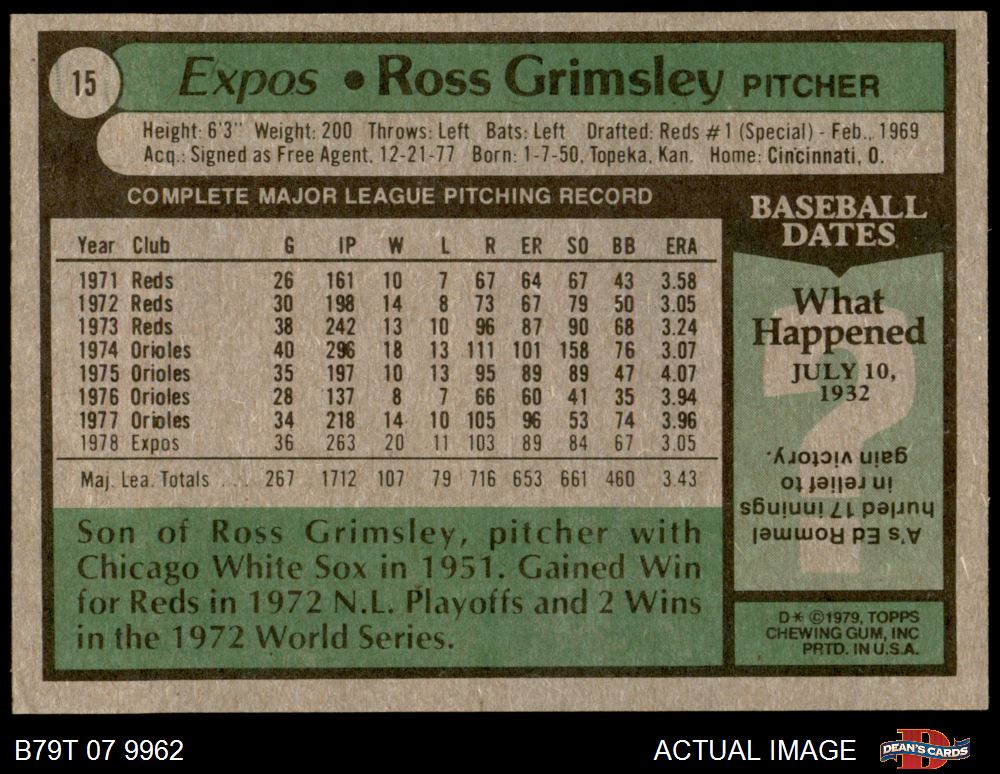 15
Expos • Ross Grimsley PITCHER
Height: 6'3" Weight: 200 Throws: Left Bats: Left Drafted: Reds #1 (Special) - Feb., 1969
Acq.: Signed as Free Agent, 12-21-77 Born: 1-7-50, Topeka, Kan. Home: Cincinnati, O.
COMPLETE MAJOR LEAGUE PITCHING RECORD
Year Club G IP W L R ER SO BB ERA
1971 Reds 26 161 10 7 67 64 67 43 3.58
1972 Reds 30 198 14 8 73 67 79 50 3.05
1973 Reds 38 242 13 10 96 87 90 68 3.24
1974 Orioles 40 296 18 13 111 101 158 76 3.07
1975 Orioles 35 197 10 13 95 89 89 47 4.07
1976 Orioles 28 137 8 7 66 60 41 35 3.94
1977 Orioles 34 218 14 10 105 96 53 74 3.96
1978 Expos 36 263 20 11 103 89 84 67 3.05
Maj. Lea. Totals ... 267 1712 107 79 716 653 661 460 3.43
Son of Ross Grimsley, pitcher with
Chicago White Sox in 1951. Gained Win
for Reds in 1972 N.L. Playoffs and 2 Wins
in the 1972 World Series.
BASEBALL
DATES
What
Happened
JULY 10,
1932
?
A's Ed Rommel
hurled 17 innings
in relief to
gain victory.
D* ©1979, TOPPS
CHEWING GUM, INC
PRTD. IN U.S.A.
B79T 07 9962
ACTUAL IMAGE
DEAN'S CARDS